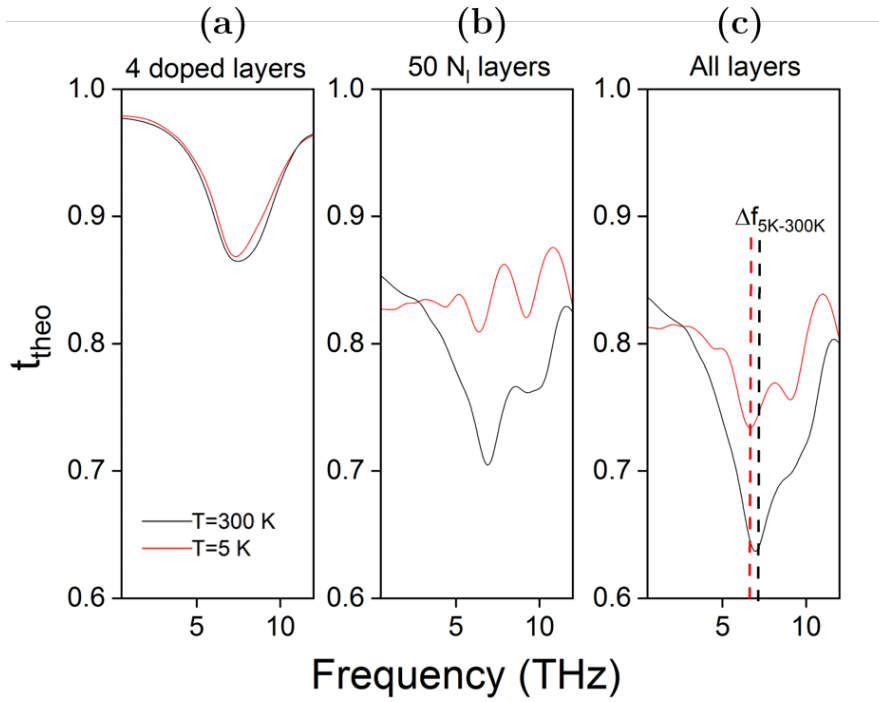 (a) (b) (c)
4 doped layers 50 N_l layers All layers
1.0 1.0 1.0
0.9 0.9 0.9
Δf_5K-300K
0.8 0.8 0.8
t_theo
0.7 0.7 0.7
T=300 K
T=5 K
0.6 0.6 0.6
5 10 5 10 5 10
Frequency (THz)